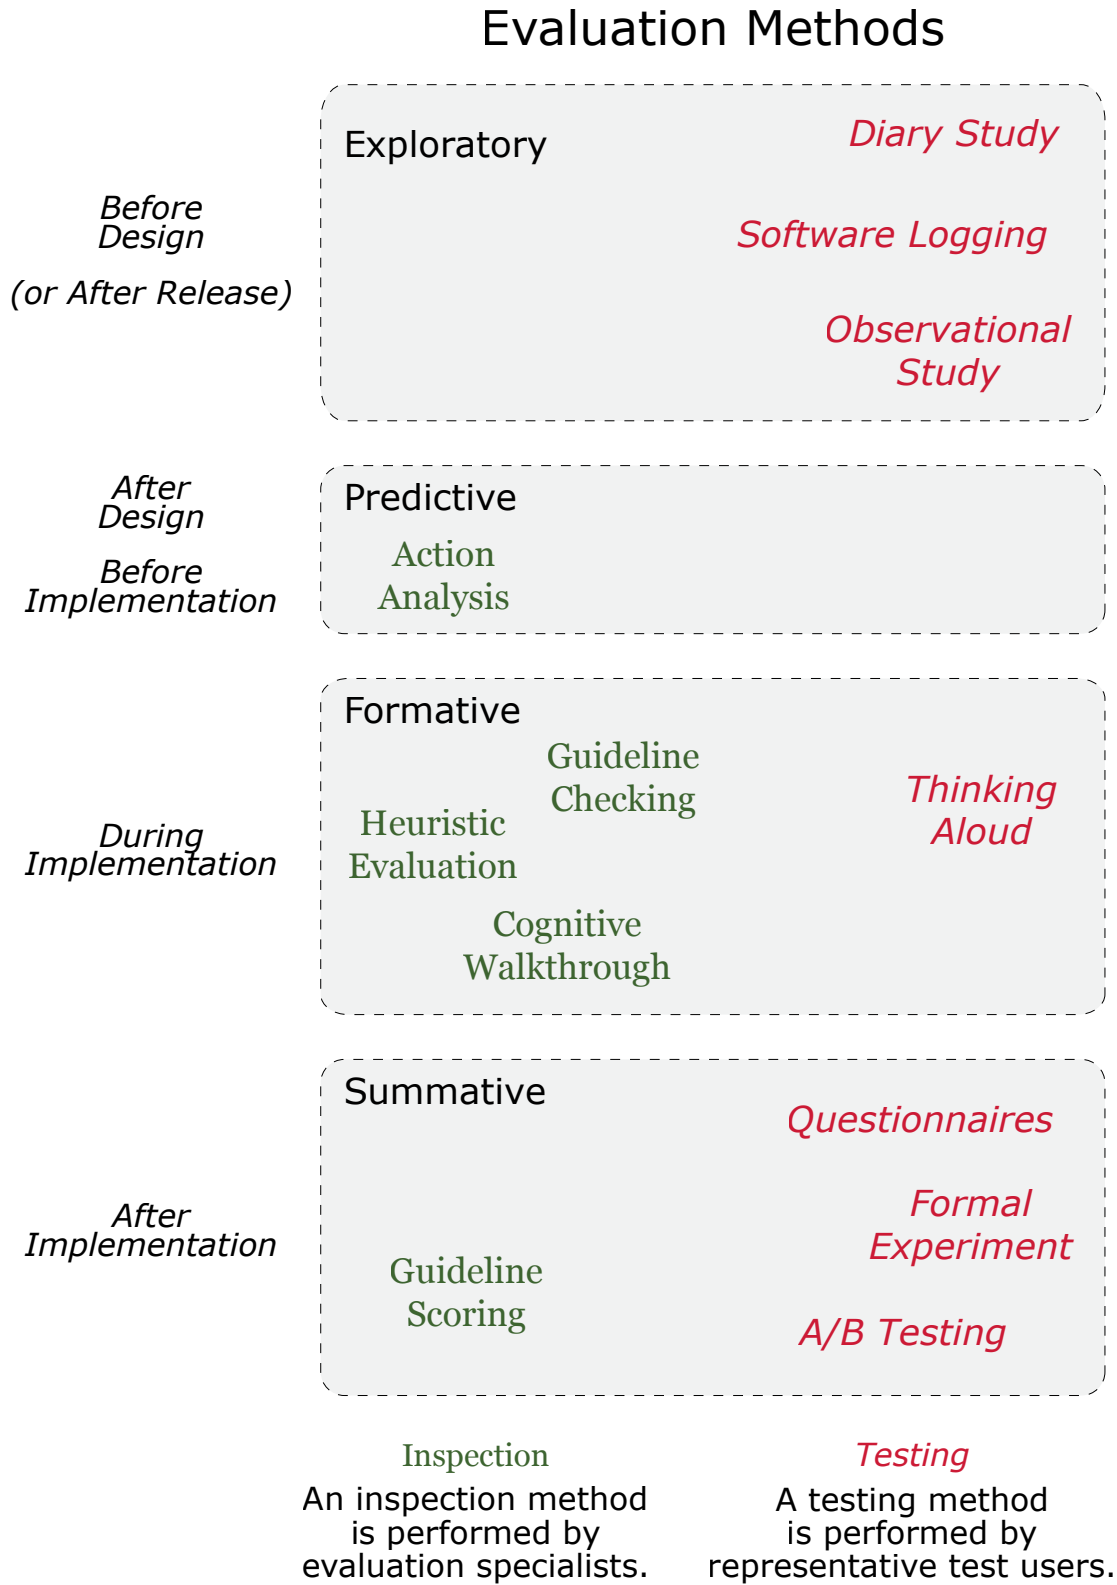 Evaluation Methods
Exploratory
Diary Study
Before
Design
(or After Release)
Software Logging
Observational
Study
After
Design
Before
Implementation
Predictive
Action
Analysis
Formative
Guideline
Checking
Heuristic
Evaluation
Cognitive
Walkthrough
Thinking
Aloud
During
Implementation
Summative
Questionnaires
Formal
Experiment
After
Implementation
Guideline
Scoring
A/B Testing
Inspection
An inspection method
is performed by
evaluation specialists.
Testing
A testing method
is performed by
representative test users.